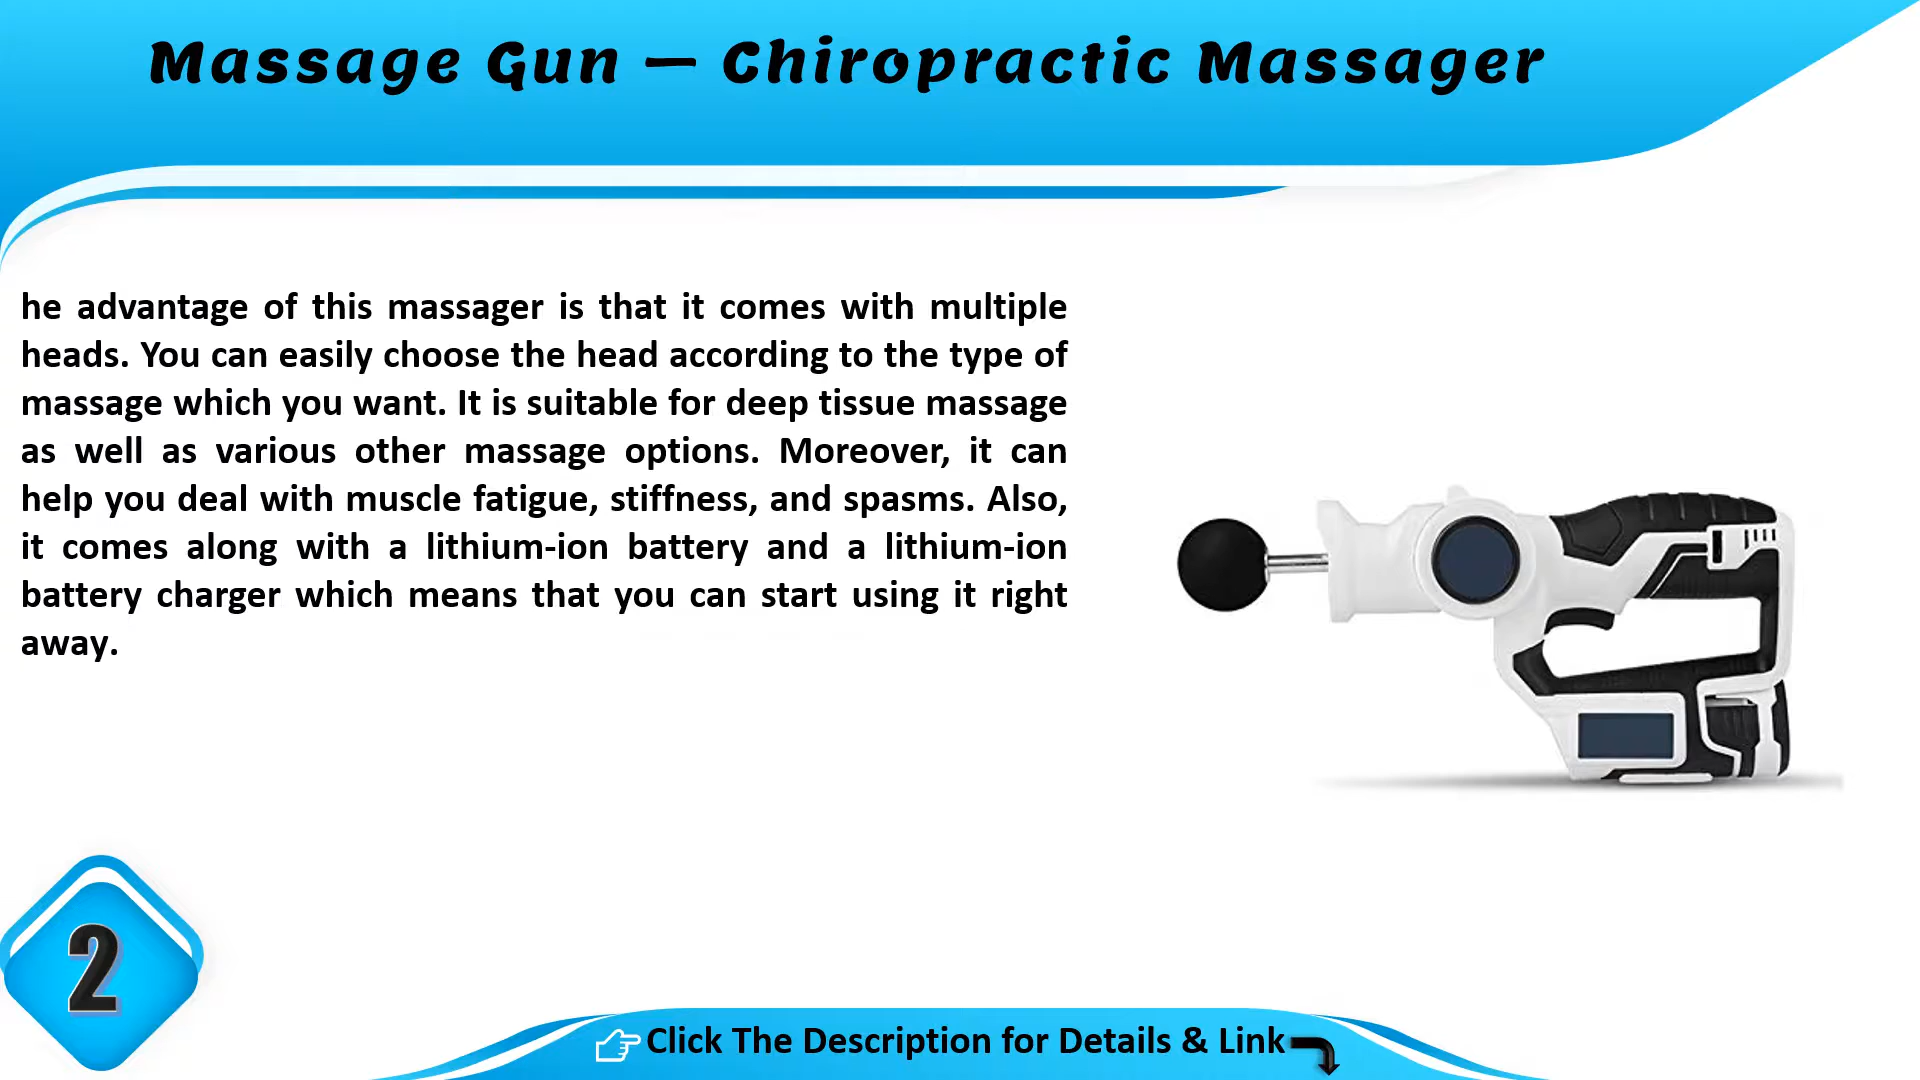 Massage Gun – Chiropractic Massager
he advantage of this massager is that it comes with multiple
heads. You can easily choose the head according to the type of
massage which you want. It is suitable for deep tissue massage
as well as various other massage options. Moreover, it can
help you deal with muscle fatigue, stiffness, and spasms. Also,
it comes along with a lithium-ion battery and a lithium-ion
battery charger which means that you can start using it right
away.
2
Click The Description for Details & Link